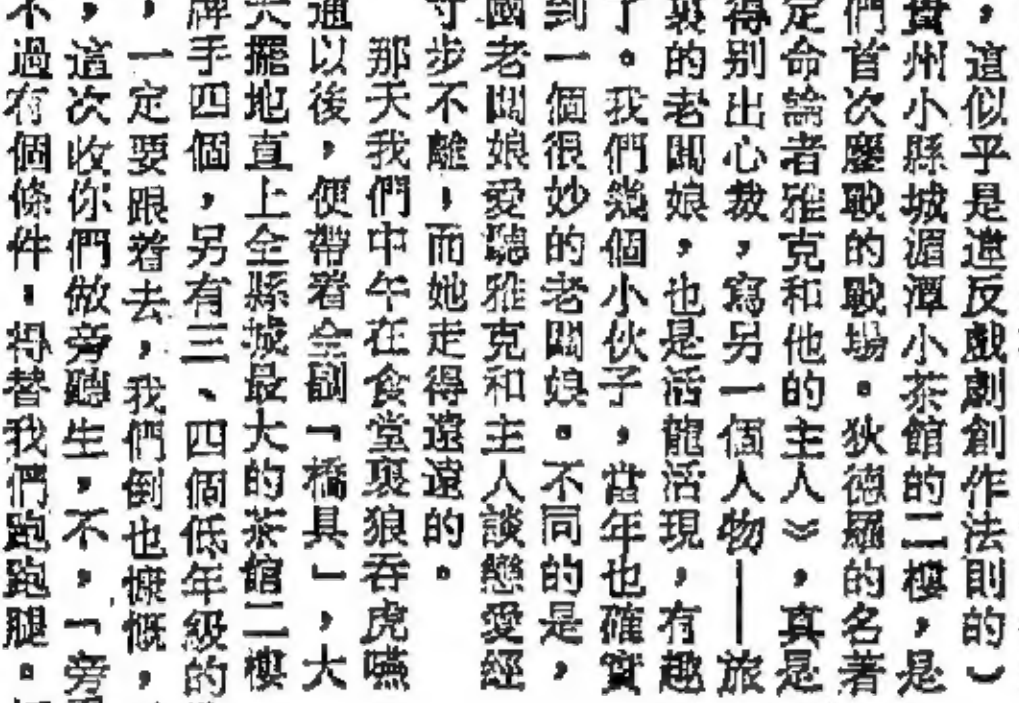 ，這似乎是違反戲劇創作法則的）
貴州小縣城湄潭小茶館的二樓，是
們首次鏖戰的戰場。狄德羅的名著
定命論者雅克和他的主人》，真是
得别出心裁，寫另一個人物——旅
裏的老闆娘，也是活龍活現，有趣
了。我們幾個小伙子，當年也確實
到一個很妙的老闆娘。不同的是，
國老闆娘愛聽雅克和主人談戀愛經
寸步不離，而她走得遠遠的。
那天我們中午在食堂裏狼吞虎嚥
通以後，便帶着全副「橋具」，大
大擺地直上全縣城最大的茶館二樓
牌手四個，另有三、四個低年級的
，一定要跟着去，我們倒也慷慨，
，這次收你們做旁聽生，不，「旁
不過有個條件。得替我們跑跑腿。